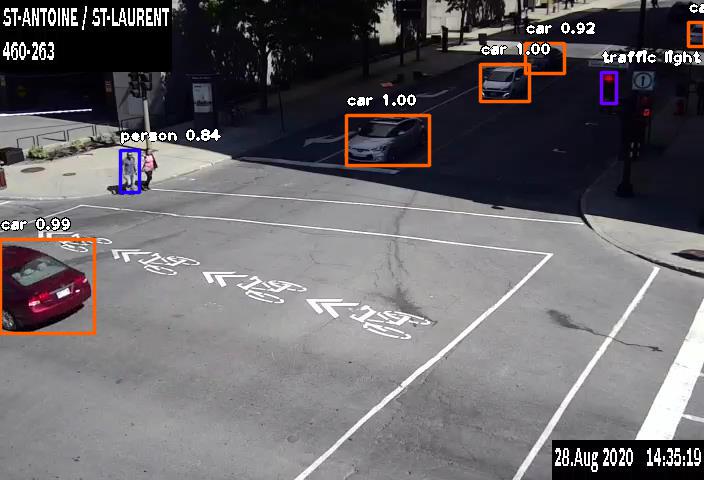 ST-ANTOINE / ST-LAURENT
460-263
ca
car 0.92
car 1.00
traffic light
car 1.00
person 0.84
car 0.99
28.Aug 2020 14:35:19